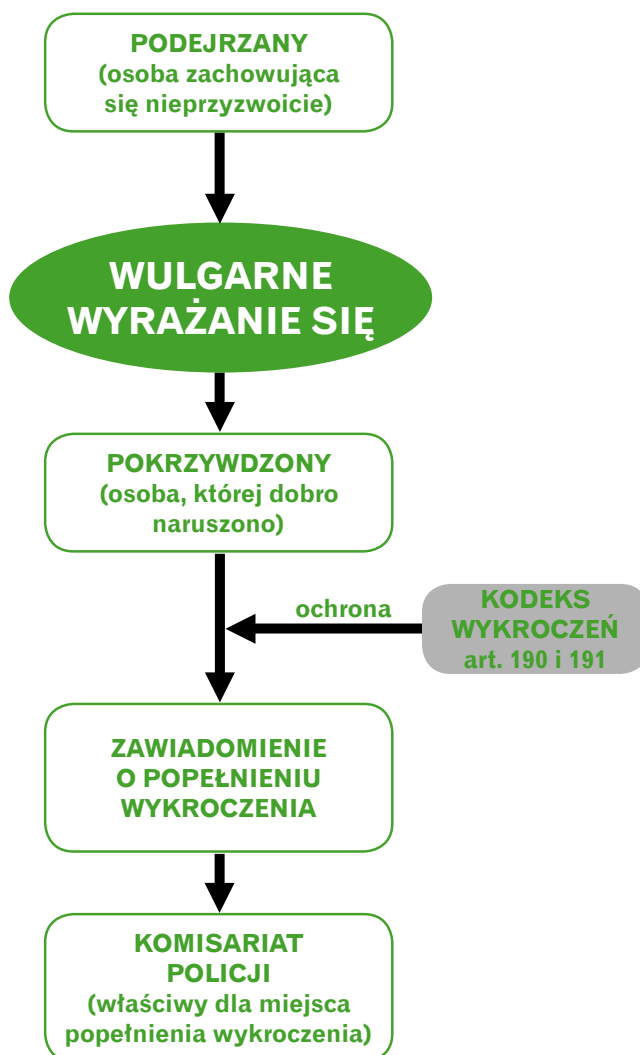 PODEJRZANY
(osoba zachowująca
się nieprzyzwoicie)
WULGARNE
WYRAŻANIE SIĘ
POKRZYWDZONY
(osoba, której dobro
naruszono)
ochrona
KODEKS
WYKROCZEŃ
art. 190 i 191
ZAWIADOMIENIE
O POPEŁNIENIU
WYKROCZENIA
KOMISARIAT
POLICJI
(właściwy dla miejsca
popełnienia wykroczenia)